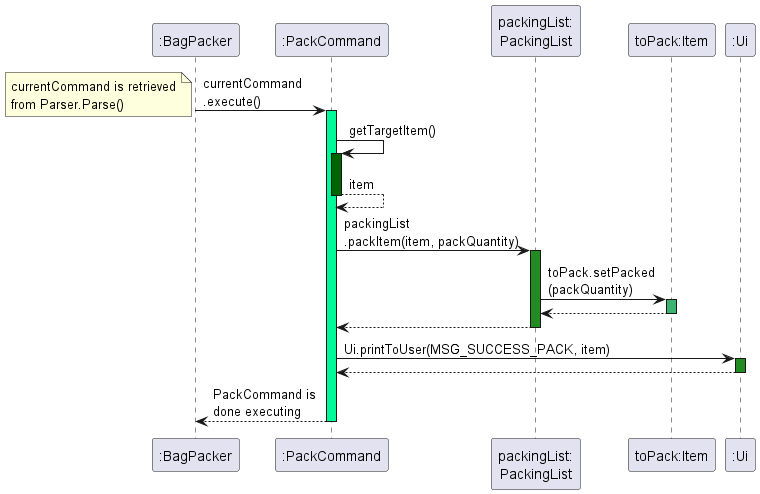 :BagPacker
:PackCommand
packingList:
PackingList
toPack:Item
:Ui
currentCommand is retrieved
from Parser.Parse()
currentCommand
.execute()
getTargetItem()
item
packingList
.packItem(item, packQuantity)
toPack.setPacked
(packQuantity)
Ui.printToUser(MSG_SUCCESS_PACK, item)
PackCommand is
done executing
:BagPacker
:PackCommand
packingList:
PackingList
toPack:Item
:Ui